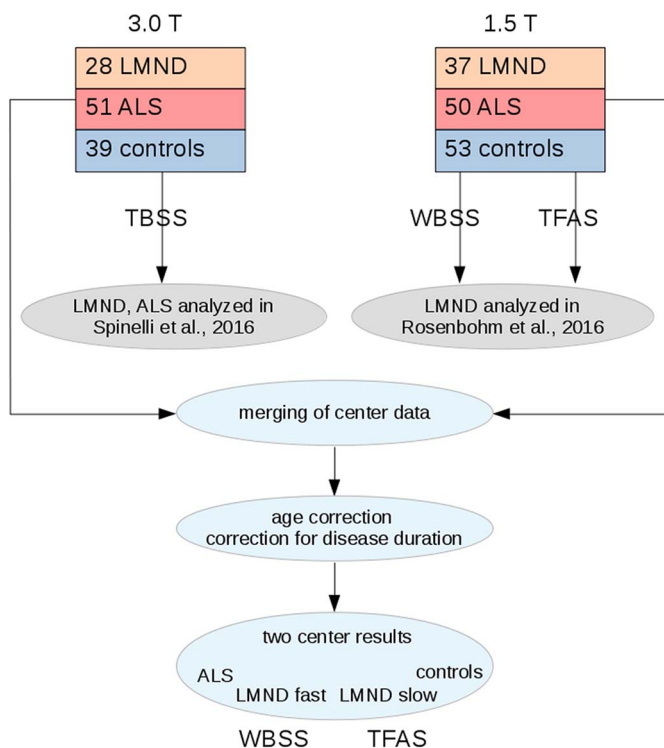 3.0 T
28 LMND
51 ALS
39 controls
TBSS
LMND, ALS analyzed in
Spinelli et al., 2016
1.5 T
37 LMND
50 ALS
53 controls
WBSS TFAS
LMND analyzed in
Rosenbohm et al., 2016
merging of center data
age correction
correction for disease duration
two center results
ALS controls
LMND fast LMND slow
WBSS TFAS